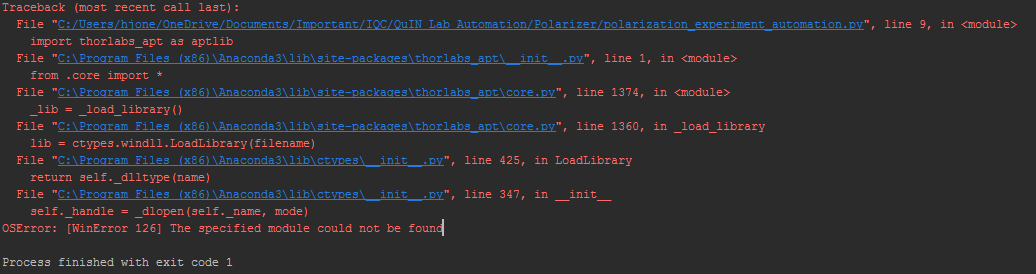 Traceback (most recent call last):
  File "C:/Users/hjone/OneDrive/Documents/Important/IQC/QuIN Lab Automation/Polarizer/polarization_experiment_automation.py", line 9, in <module>
    import thorlabs_apt as aptlib
  File "C:\Program Files (x86)\Anaconda3\lib\site-packages\thorlabs_apt\__init__.py", line 1, in <module>
    from .core import *
  File "C:\Program Files (x86)\Anaconda3\lib\site-packages\thorlabs_apt\core.py", line 1374, in <module>
    _lib = _load_library()
  File "C:\Program Files (x86)\Anaconda3\lib\site-packages\thorlabs_apt\core.py", line 1360, in _load_library
    lib = ctypes.windll.LoadLibrary(filename)
  File "C:\Program Files (x86)\Anaconda3\lib\ctypes\__init__.py", line 425, in LoadLibrary
    return self._dlltype(name)
  File "C:\Program Files (x86)\Anaconda3\lib\ctypes\__init__.py", line 347, in __init__
    self._handle = _dlopen(self._name, mode)
OSError: [WinError 126] The specified module could not be found

Process finished with exit code 1